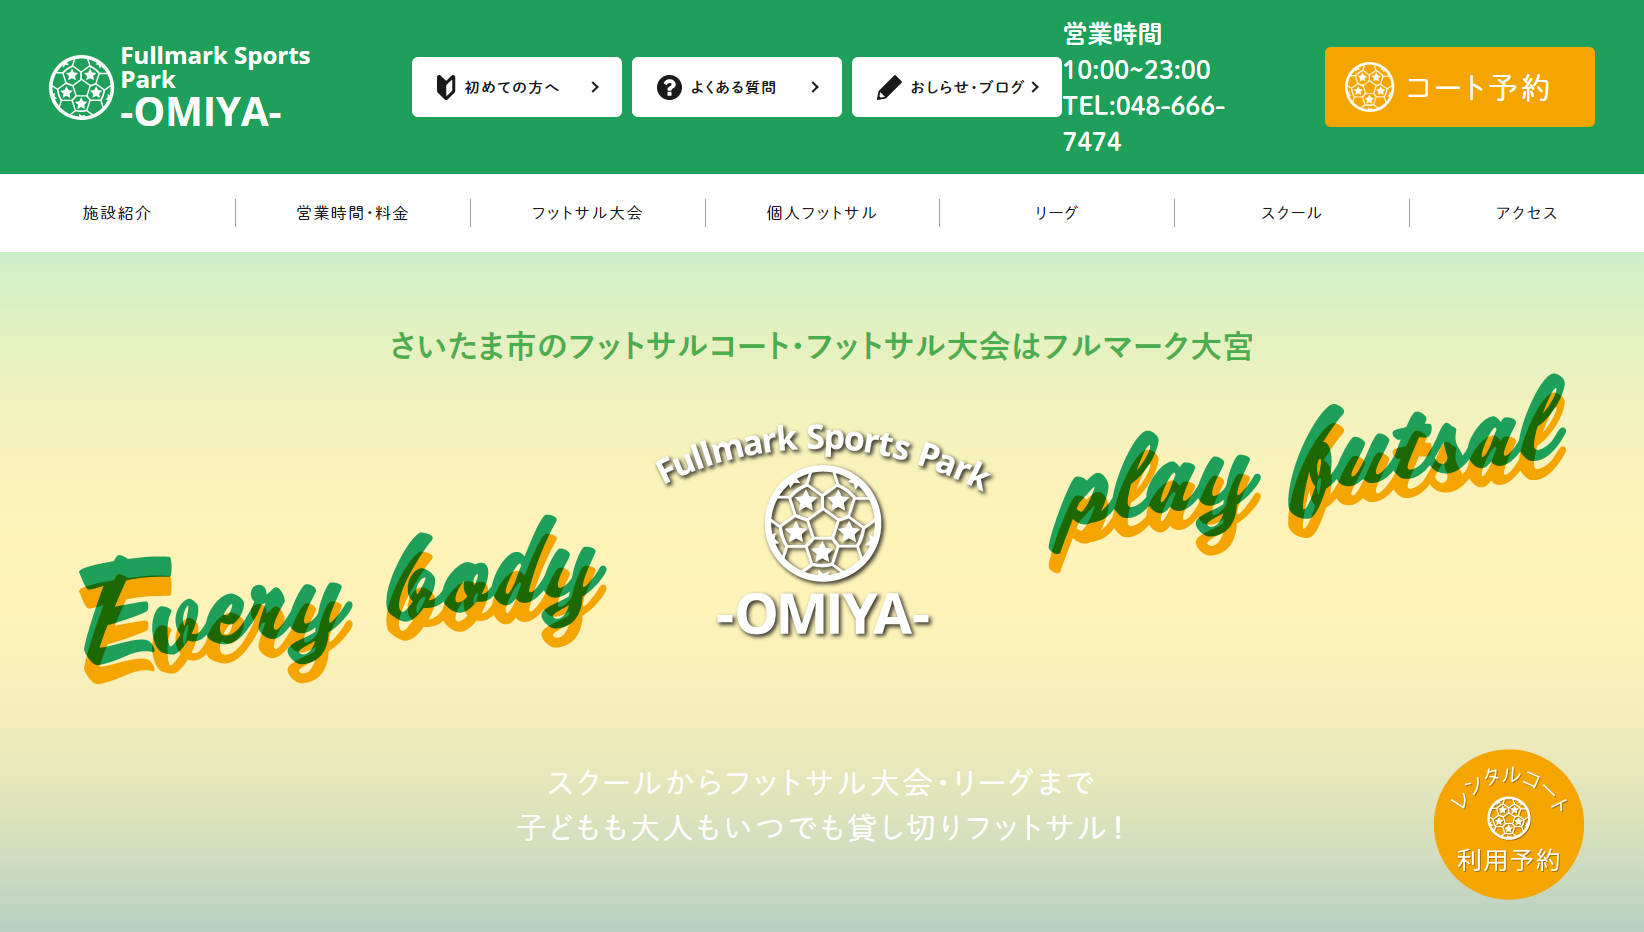 Fullmark Sports
Park
-OMIYA-
初めての方へ
よくある質問
おしらせ・ブログ
営業時間
10:00~23:00
TEL:048-666-
7474
コート予約
施設紹介
営業時間・料金
フットサル大会
個人フットサル
リーグ
スクール
アクセス
さいたま市のフットサルコート・フットサル大会はフルマーク大宮
Every body
Fullmark Sports Park
-OMIYA-
play futsal
スクールからフットサル大会・リーグまで
子どもも大人もいつでも貸し切りフットサル！
レンタルコート
利用予約